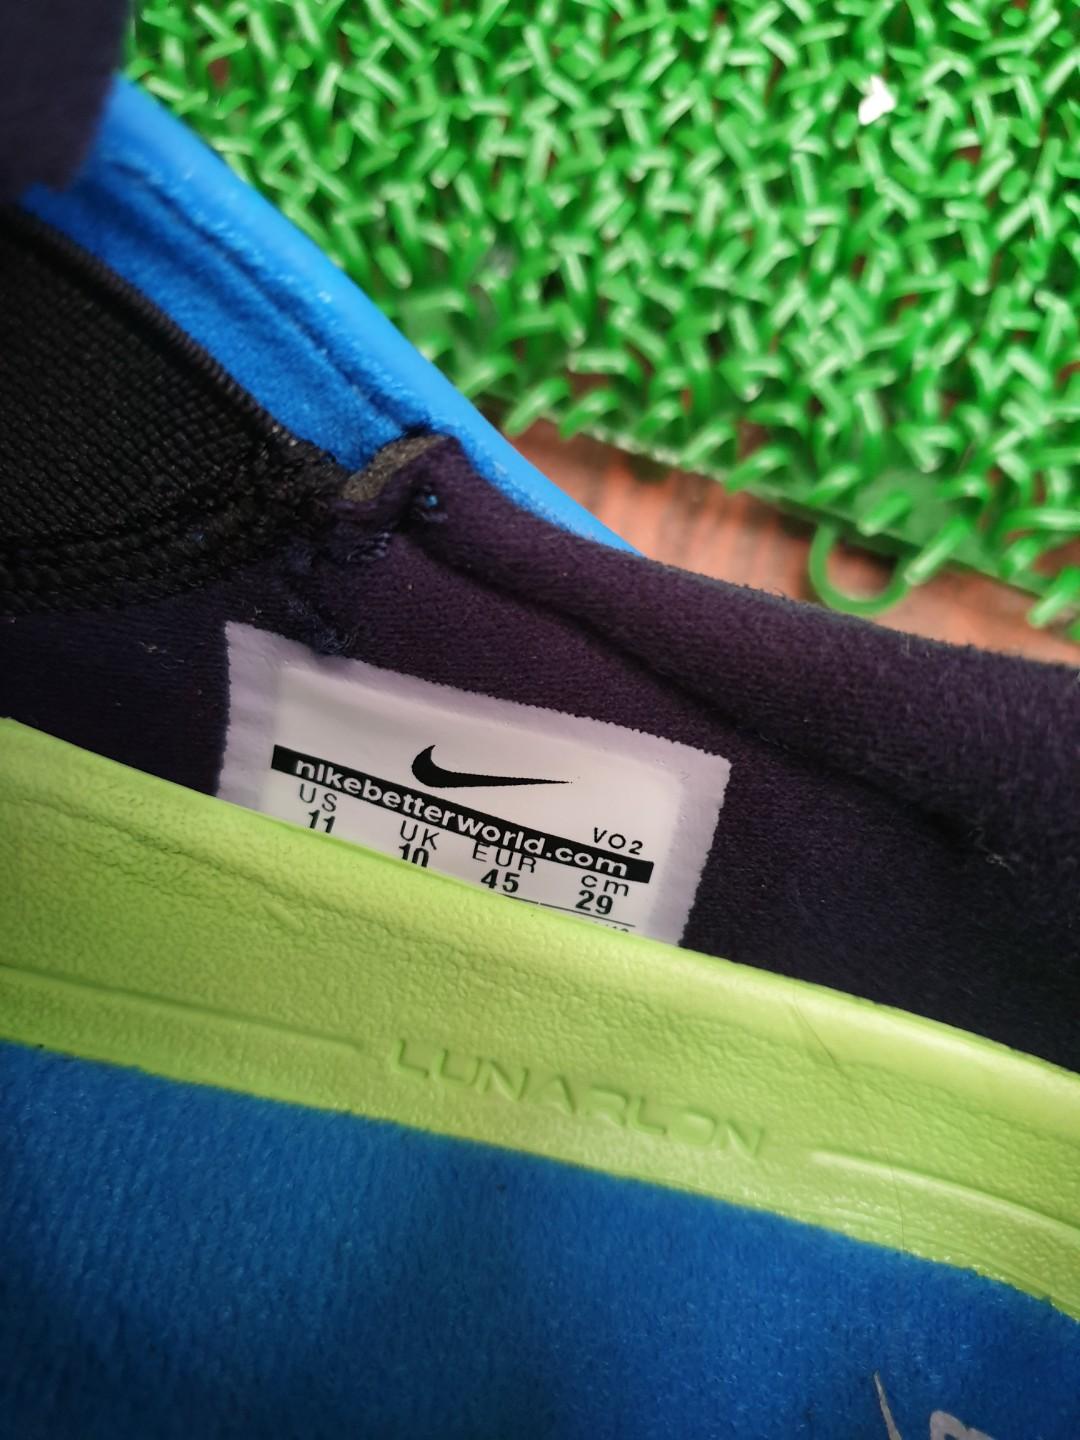 nikebetterworld.com
VO2
US UK EUR cm
11 10 45 29
LUNARLON